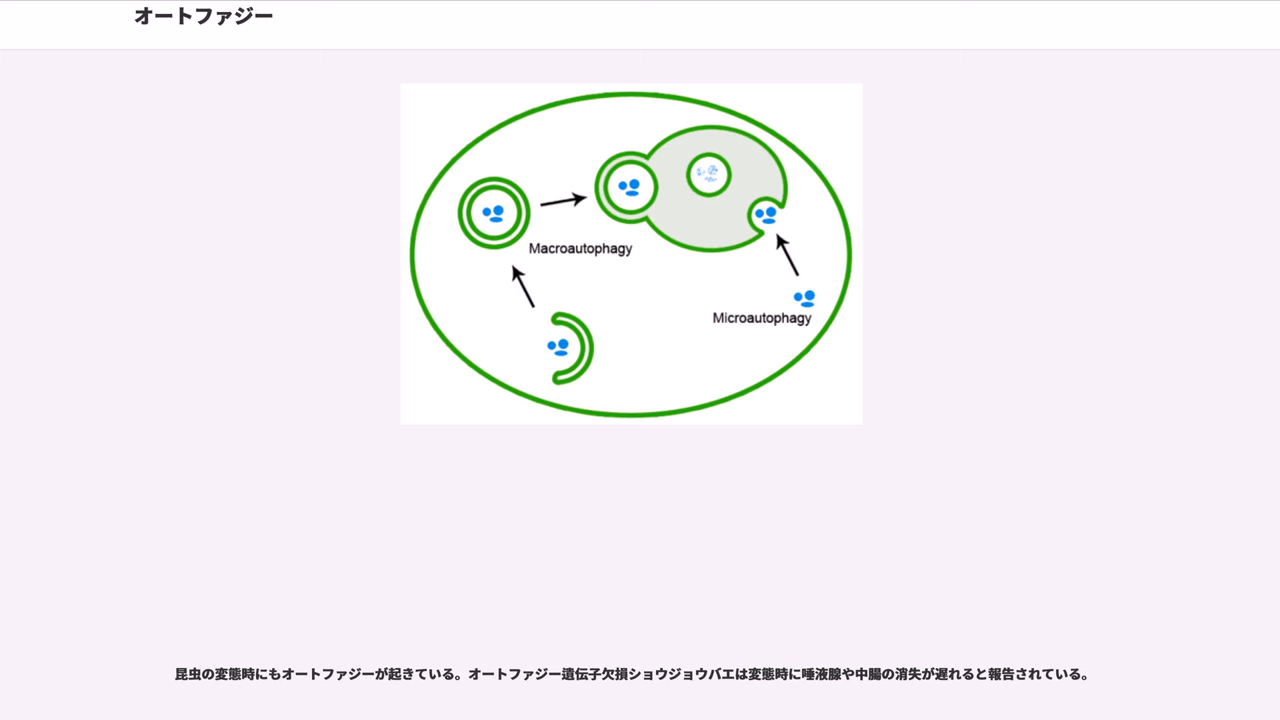 オートファジー
Macroautophagy
Microautophagy
昆虫の変態時にもオートファジーが起きている。オートファジー遺伝子欠損ショウジョウバエは変態時に唾液腺や中腸の消失が遅れると報告されている。